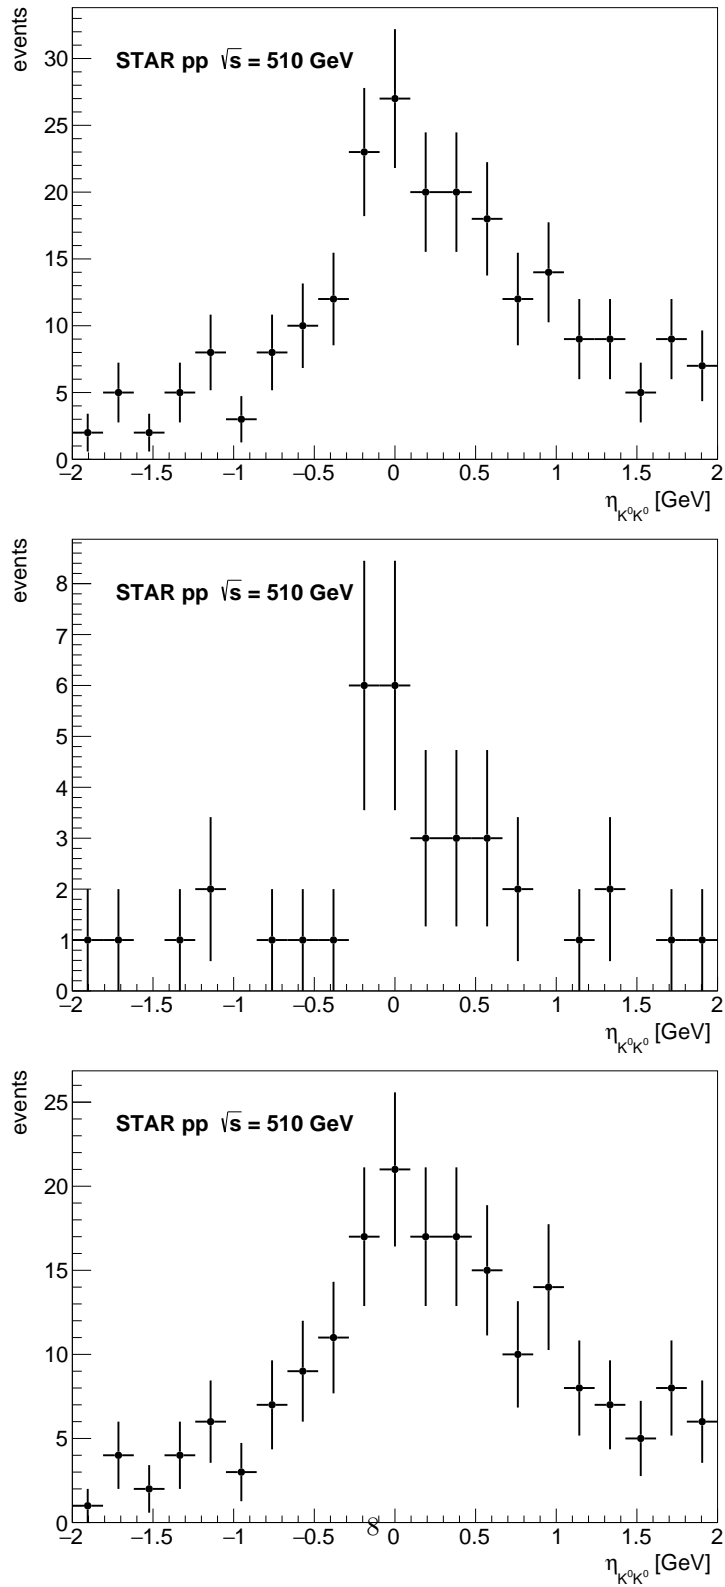 events
STAR pp √s = 510 GeV
30
25
20
15
10
5
0
−2 −1.5 −1 −0.5 0 0.5 1 1.5 2
η_{K⁰K⁰} [GeV]
events
STAR pp √s = 510 GeV
8
7
6
5
4
3
2
1
0
−2 −1.5 −1 −0.5 0 0.5 1 1.5 2
η_{K⁰K⁰} [GeV]
events
STAR pp √s = 510 GeV
25
20
15
10
5
0
−2 −1.5 −1 −0.5 8 0 0.5 1 1.5 2
η_{K⁰K⁰} [GeV]